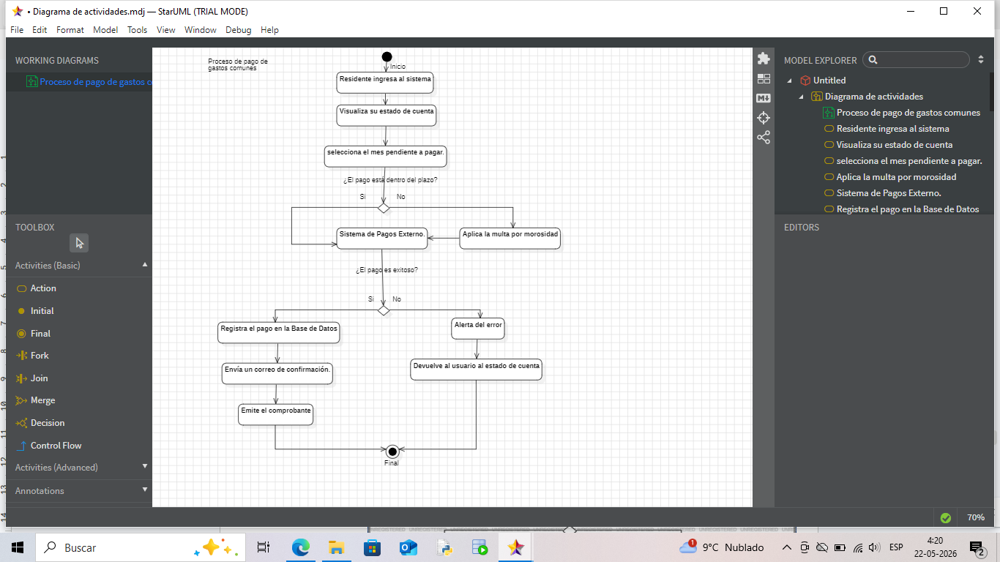 • Diagrama de actividades.mdj — StarUML (TRIAL MODE)
File Edit Format Model Tools View Window Debug Help
WORKING DIAGRAMS
Proceso de pago de gastos co
TOOLBOX
Activities (Basic)
Action
Initial
Final
Fork
Join
Merge
Decision
Control Flow
Activities (Advanced)
Annotations
Proceso de pago de
gastos comunes
Inicio
Residente ingresa al sistema
Visualiza su estado de cuenta
selecciona el mes pendiente a pagar.
¿El pago está dentro del plazo?
Si No
Sistema de Pagos Externo.
Aplica la multa por morosidad
¿El pago es exitoso?
Si No
Registra el pago en la Base de Datos
Alerta del error
Envía un correo de confirmación.
Devuelve al usuario al estado de cuenta
Emite el comprobante
Final
MODEL EXPLORER
Untitled
Diagrama de actividades
Proceso de pago de gastos comunes
Residente ingresa al sistema
Visualiza su estado de cuenta
selecciona el mes pendiente a pagar.
Aplica la multa por morosidad
Sistema de Pagos Externo.
Registra el pago en la Base de Datos
EDITORS
70%
UNREGISTERED UNREGISTERED UNREGISTERED
Buscar
1
9°C Nublado
ESP
4:20
22-05-2026
2